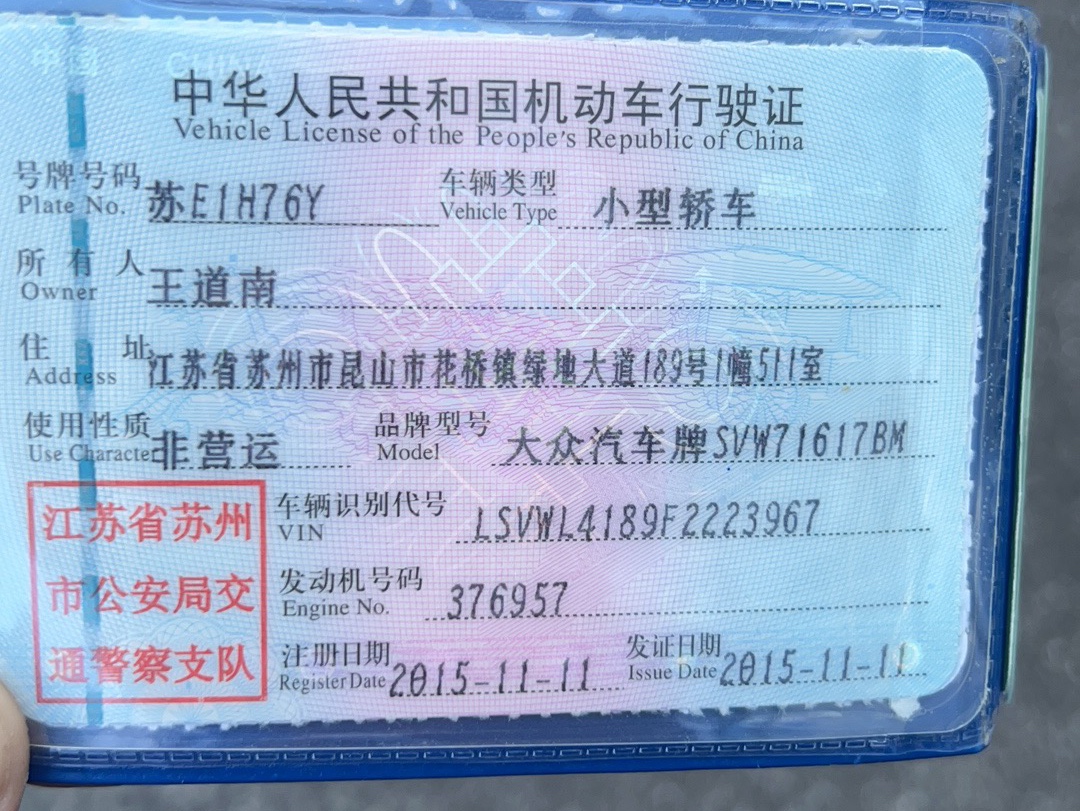 中国 CHINA
中华人民共和国机动车行驶证
Vehicle License of the People's Republic of China
号牌号码 苏E1H76Y 车辆类型 小型轿车
Plate No. Vehicle Type
所有人 王道南
Owner
住址 江苏省苏州市昆山市花桥镇绿地大道189号1幢511室
Address
使用性质 非营运 品牌型号 大众汽车牌SVW71617BM
Use Character Model
江苏省苏州
市公安局交
通警察支队
车辆识别代号 LSVWL4189F2223967
VIN
发动机号码 376957
Engine No.
注册日期 2015-11-11 发证日期 2015-11-11
Register Date Issue Date